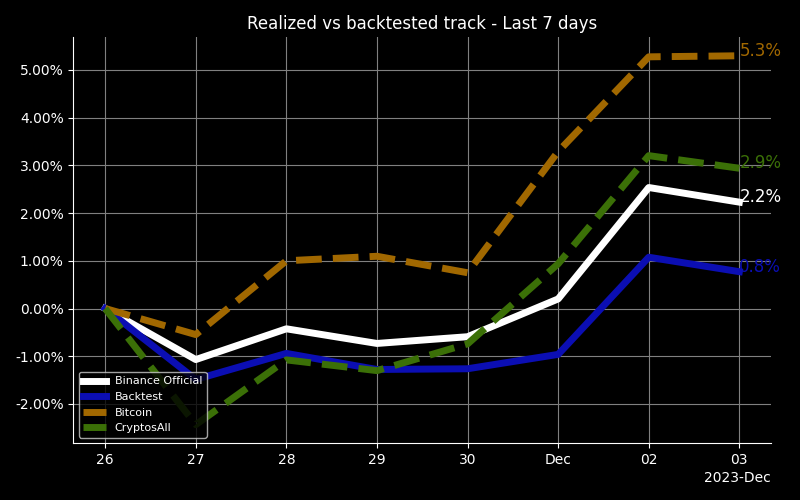 Realized vs backtested track - Last 7 days
5.00%
4.00%
3.00%
2.00%
1.00%
0.00%
-1.00%
-2.00%
5.3%
2.9%
2.2%
0.8%
Binance Official
Backtest
Bitcoin
CryptosAll
26 27 28 29 30 Dec 02 03
2023-Dec